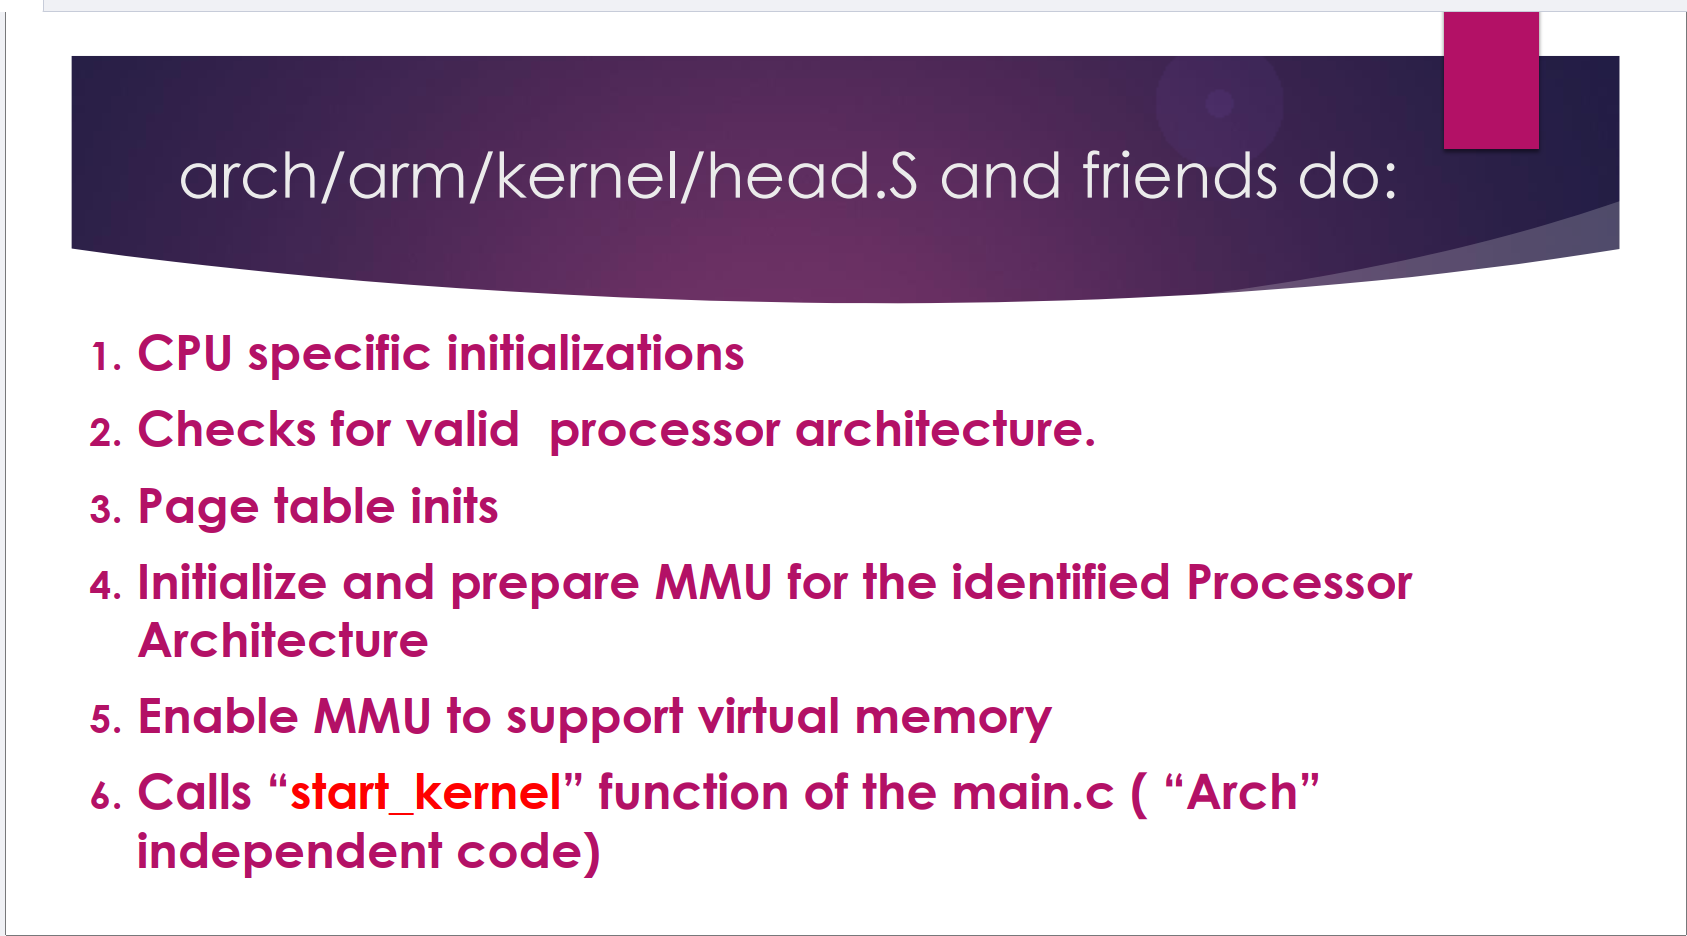 arch/arm/kernel/head.S and friends do:
1. CPU specific initializations
2. Checks for valid  processor architecture.
3. Page table inits
4. Initialize and prepare MMU for the identified Processor
Architecture
5. Enable MMU to support virtual memory
6. Calls “start_kernel” function of the main.c ( “Arch”
independent code)